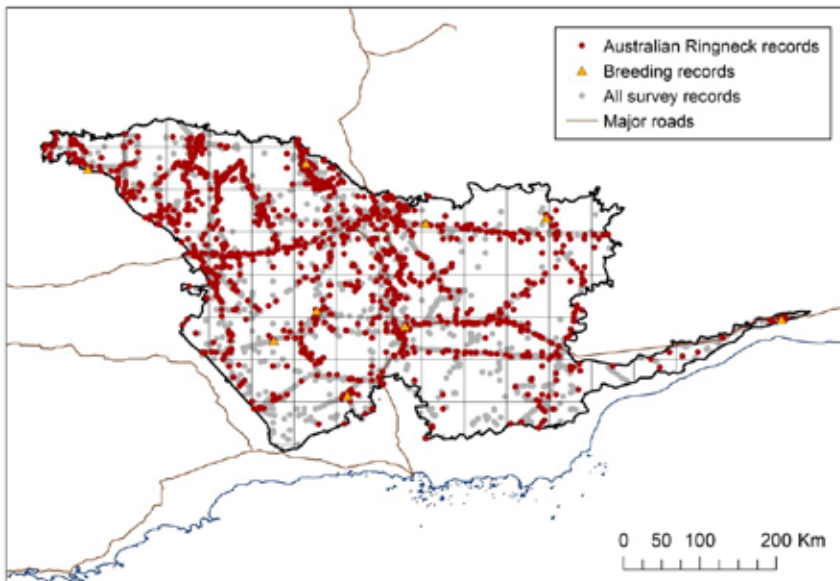 Australian Ringneck records
Breeding records
All survey records
Major roads
0 50 100 200 Km